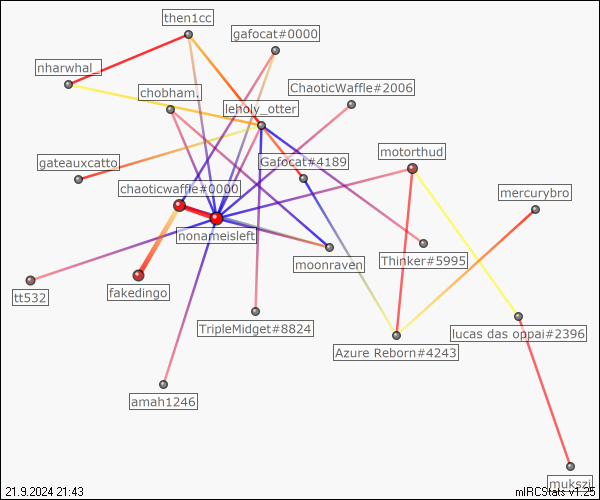 then1cc
gafocat#0000
nharwhal_
chobham.
ChaoticWaffle#2006
leholy_otter
motorthud
gateauxcatto
Gafocat#4189
chaoticwaffle#0000
mercurybro
nonameisleft
moonraven
Thinker#5995
tt532
fakedingo
TripleMidget#8824
lucas das oppai#2396
Azure Reborn#4243
amah1246
mukszi
21.9.2024 21:43
mIRCStats v1.25